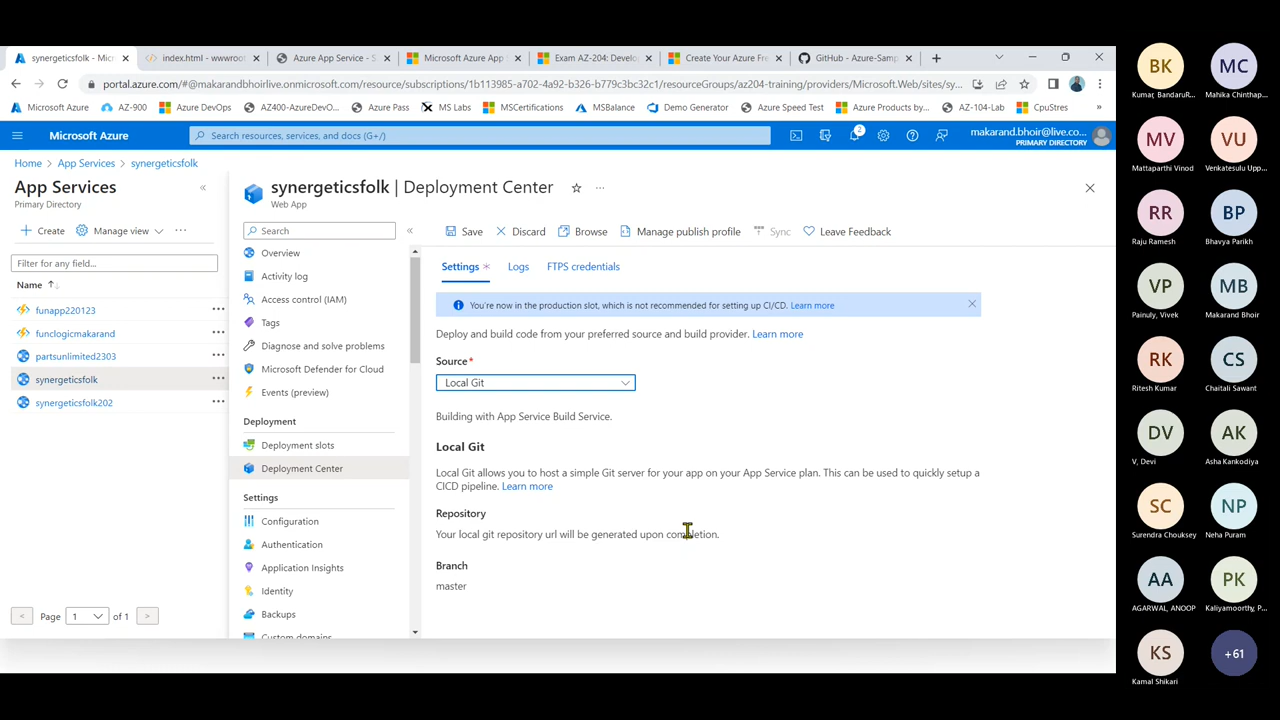 synergeticsfolk - Mic
index.html - wwwroo
Azure App Service - S
Microsoft Azure App S
Exam AZ-204: Develo
Create Your Azure Fre
GitHub - Azure-Samp
portal.azure.com/#@makarandbhoirlive.onmicrosoft.com/resource/subscriptions/1b113985-a702-4a92-b326-b779c3bc32c1/resourceGroups/az204-training/providers/Microsoft.Web/sites/sy...
Microsoft Azure
AZ-900
Azure DevOps
AZ400-AzureDevO...
Azure Pass
MS Labs
MSCertifications
MSBalance
Demo Generator
Azure Speed Test
Azure Products by...
AZ-104-Lab
CpuStres
»
Microsoft Azure
Search resources, services, and docs (G+/)
2
makarand.bhoir@live.co...
PRIMARY DIRECTORY
Home > App Services > synergeticsfolk
App Services
«
Primary Directory
+ Create
Manage view
...
Filter for any field...
Name ↑↓
funapp220123
...
funclogicmakarand
...
partsunlimited2303
...
synergeticsfolk
...
synergeticsfolk202
...
<
Page
1
of 1
>
synergeticsfolk | Deployment Center
...
Web App
Search
«
Overview
Activity log
Access control (IAM)
Tags
Diagnose and solve problems
Microsoft Defender for Cloud
Events (preview)
Deployment
Deployment slots
Deployment Center
Settings
Configuration
Authentication
Application Insights
Identity
Backups
Custom domains
Save
Discard
Browse
Manage publish profile
Sync
Leave Feedback
Settings *
Logs
FTPS credentials
You're now in the production slot, which is not recommended for setting up CI/CD. Learn more
Deploy and build code from your preferred source and build provider. Learn more
Source*
Local Git
Building with App Service Build Service.
Local Git
Local Git allows you to host a simple Git server for your app on your App Service plan. This can be used to quickly setup a
CICD pipeline. Learn more
Repository
Your local git repository url will be generated upon completion.
Branch
master
BK
Kumar, BandaruR...
MC
Mahika Chinthap...
MV
Mattaparthi Vinod
VU
Venkatesulu Upp...
RR
Raju Ramesh
BP
Bhavya Parikh
VP
Painuly, Vivek
MB
Makarand Bhoir
RK
Ritesh Kumar
CS
Chaitali Sawant
DV
V, Devi
AK
Asha Kankodiya
SC
Surendra Chouksey
NP
Neha Puram
AA
AGARWAL, ANOOP
PK
Kaliyamoorthy, P...
KS
Kamal Shikari
+61